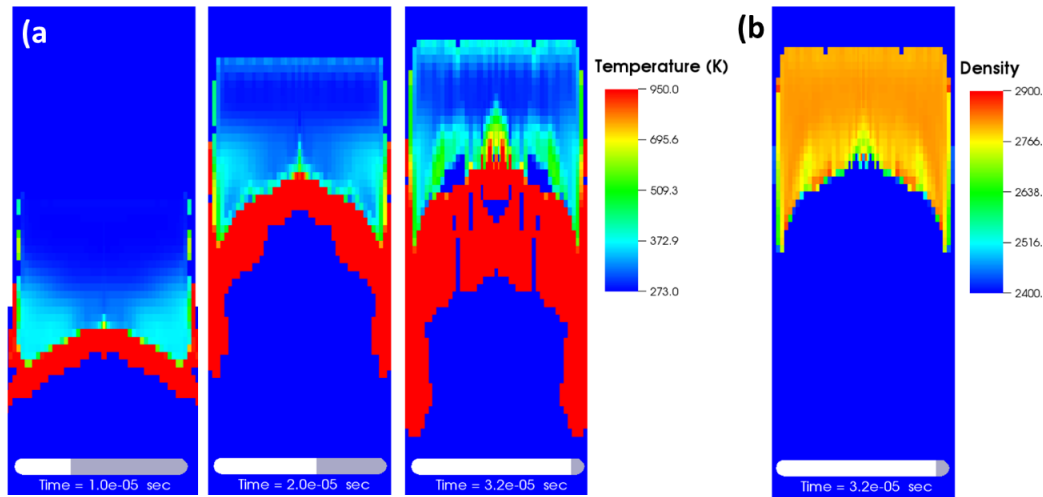 (a
(b)
Temperature (K)
950.0
695.6
509.3
372.9
273.0
Density
2900.
2769.
2638.
2516.
2400.
Time = 1.0e-05 sec
Time = 2.0e-05 sec
Time = 3.2e-05 sec
Time = 3.2e-05 sec